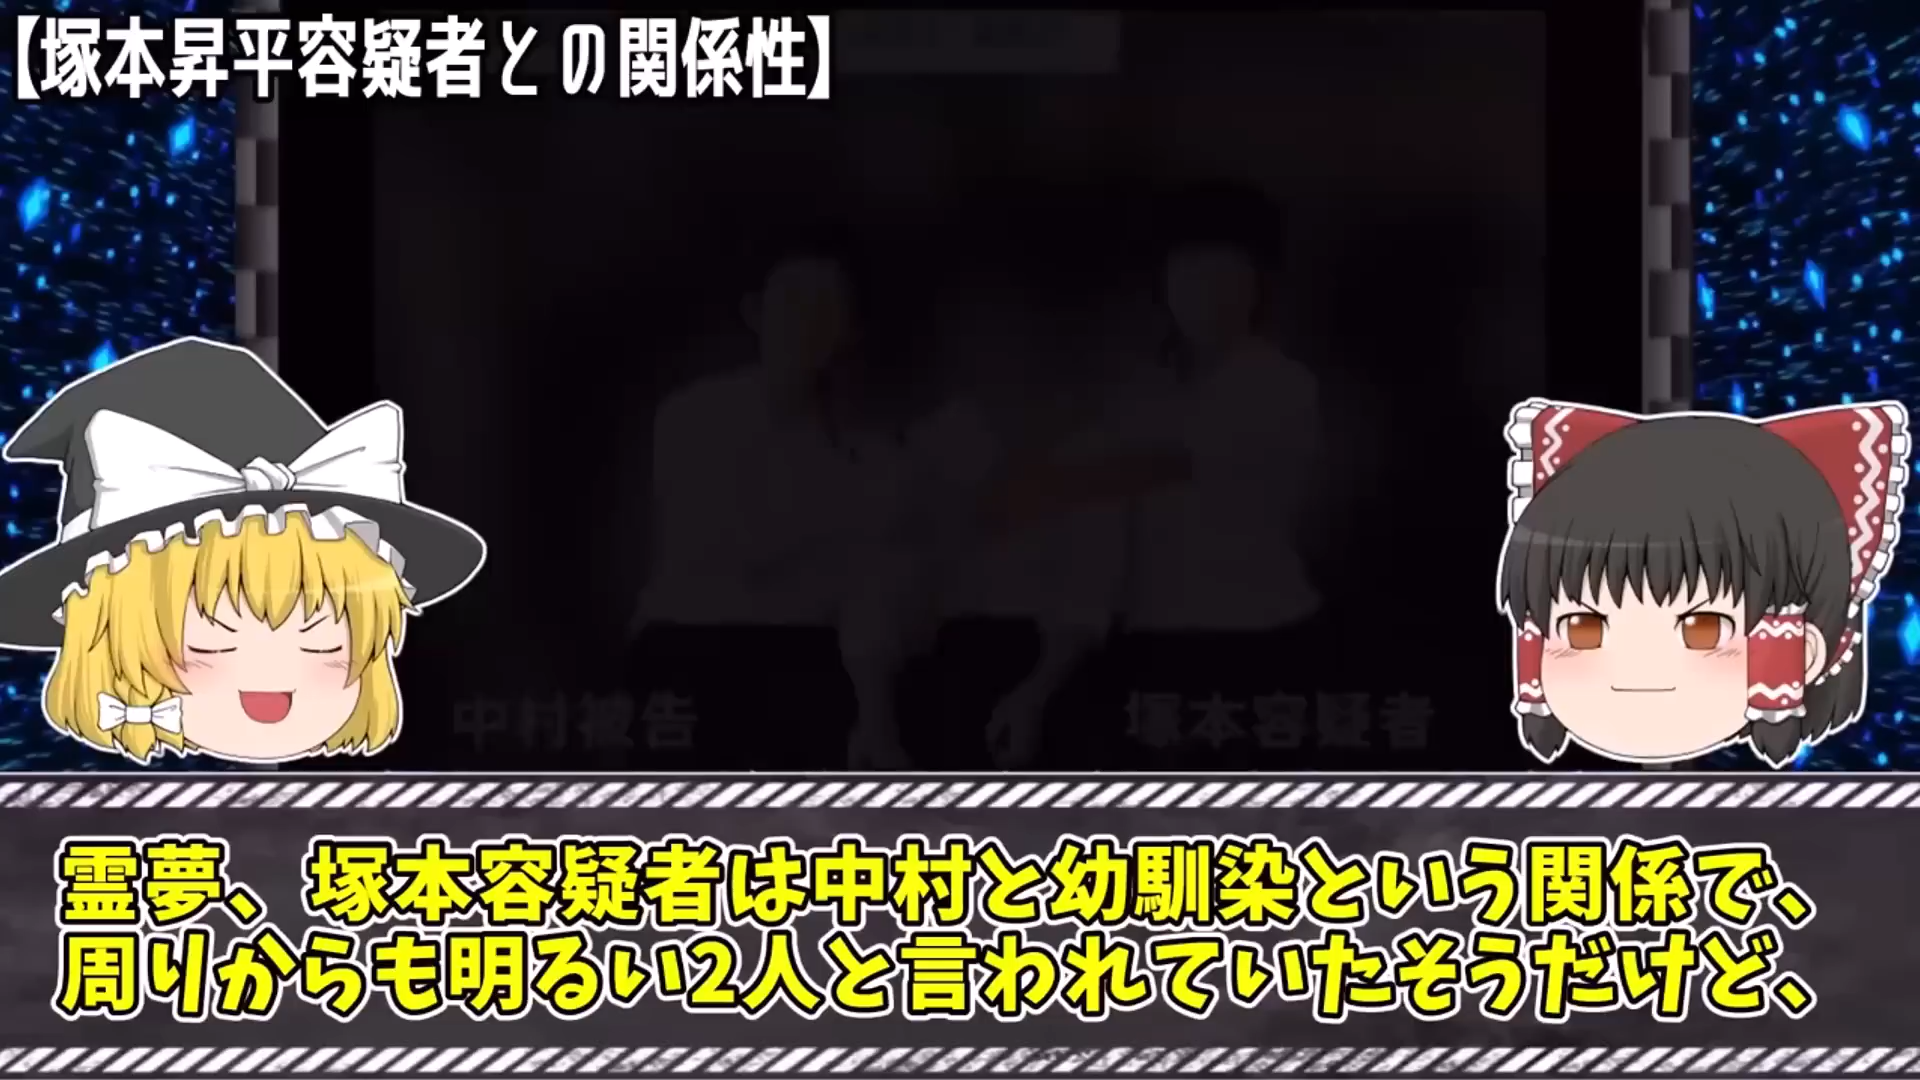 【塚本昇平容疑者との関係性】
中村被告
塚本容疑者
霊夢、塚本容疑者は中村と幼馴染という関係で、
周りからも明るい2人と言われていたそうだけど、